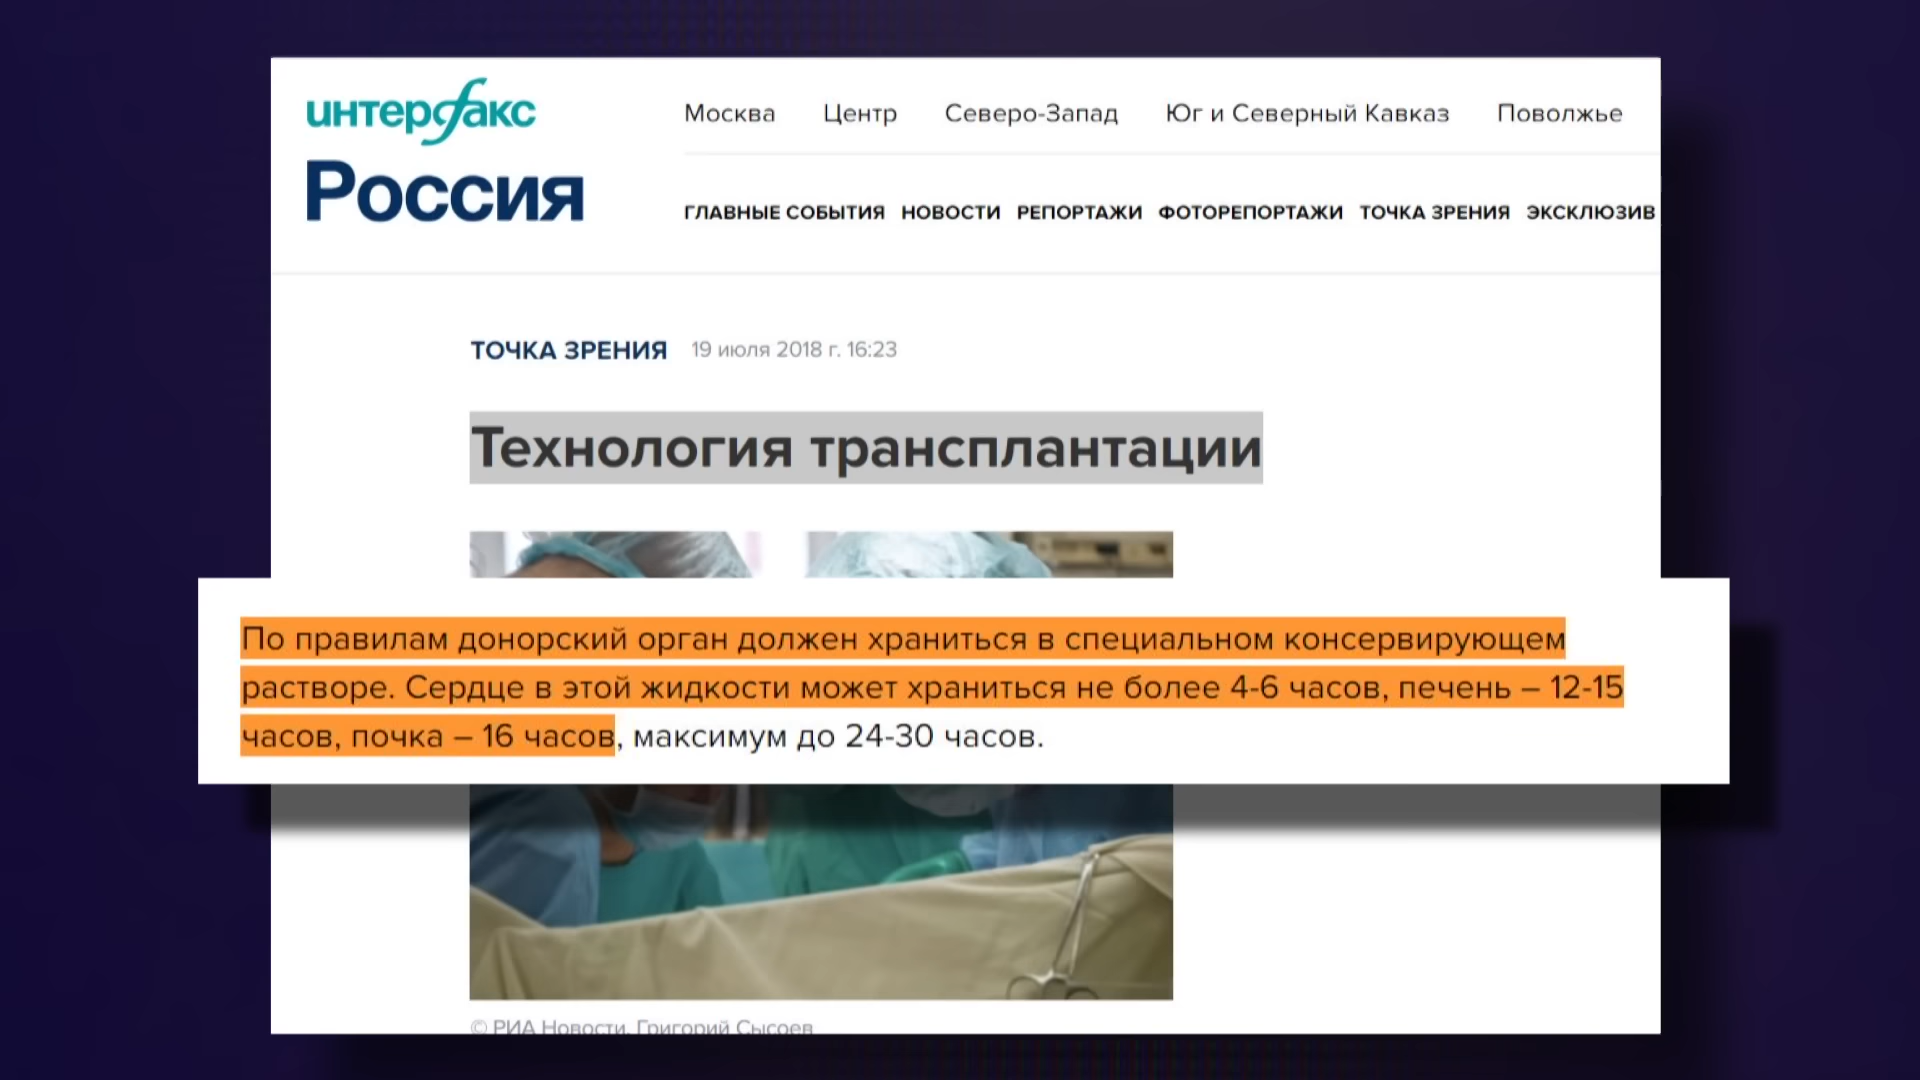 интерфакс
Россия
Москва Центр Северо-Запад Юг и Северный Кавказ Поволжье
ГЛАВНЫЕ СОБЫТИЯ НОВОСТИ РЕПОРТАЖИ ФОТОРЕПОРТАЖИ ТОЧКА ЗРЕНИЯ ЭКСКЛЮЗИВ
ТОЧКА ЗРЕНИЯ 19 июля 2018 г. 16:23
Технология трансплантации
По правилам донорский орган должен храниться в специальном консервирующем
растворе. Сердце в этой жидкости может храниться не более 4-6 часов, печень – 12-15
часов, почка – 16 часов, максимум до 24-30 часов.
© РИА Новости, Григорий Сысоев